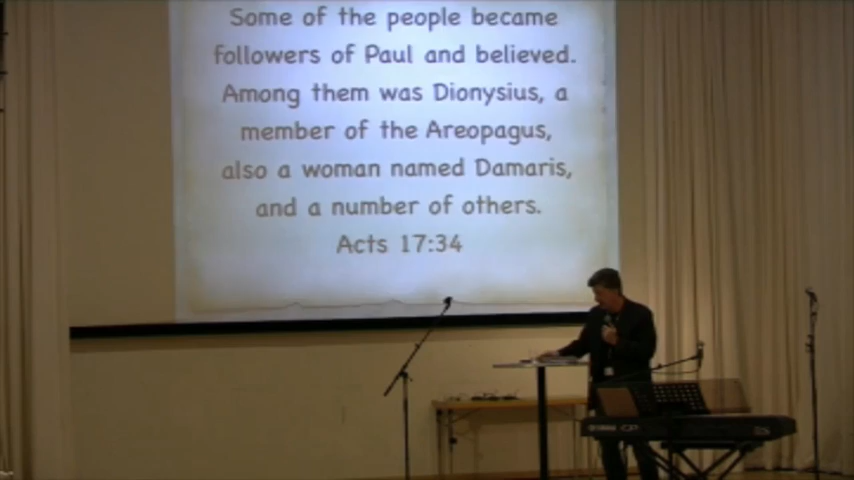 Some of the people became
followers of Paul and believed.
Among them was Dionysius, a
member of the Areopagus,
also a woman named Damaris,
and a number of others.
Acts 17:34